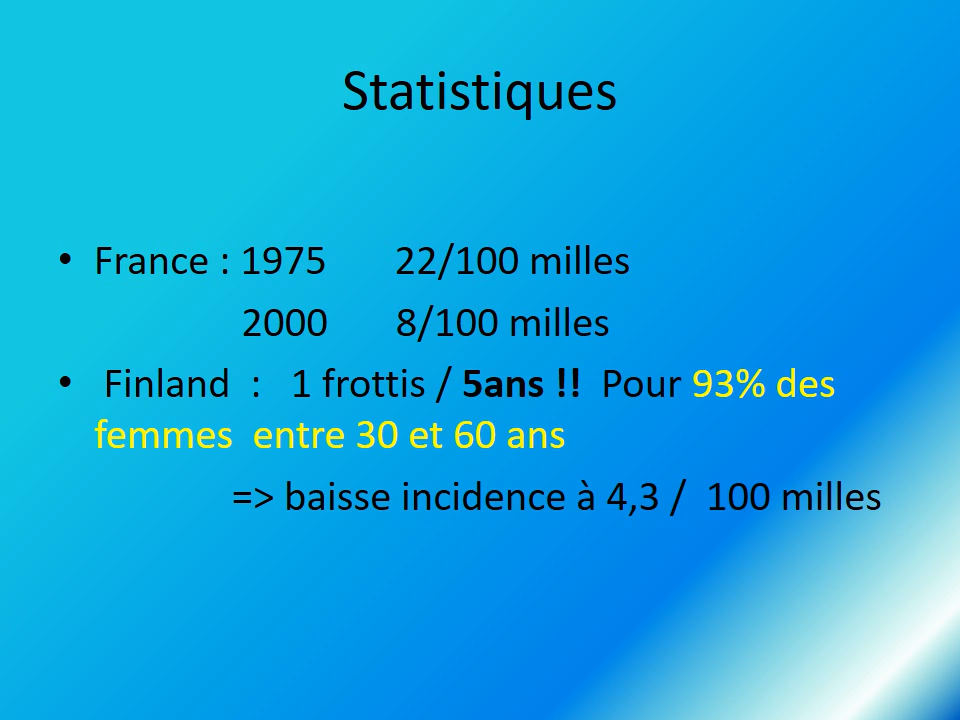 Statistiques
• France : 1975 22/100 milles
2000 8/100 milles
• Finland : 1 frottis / 5ans !! Pour 93% des
femmes entre 30 et 60 ans
=> baisse incidence à 4,3 / 100 milles